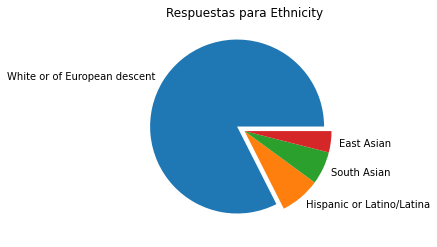 Respuestas para Ethnicity
White or of European descent
East Asian
South Asian
Hispanic or Latino/Latina